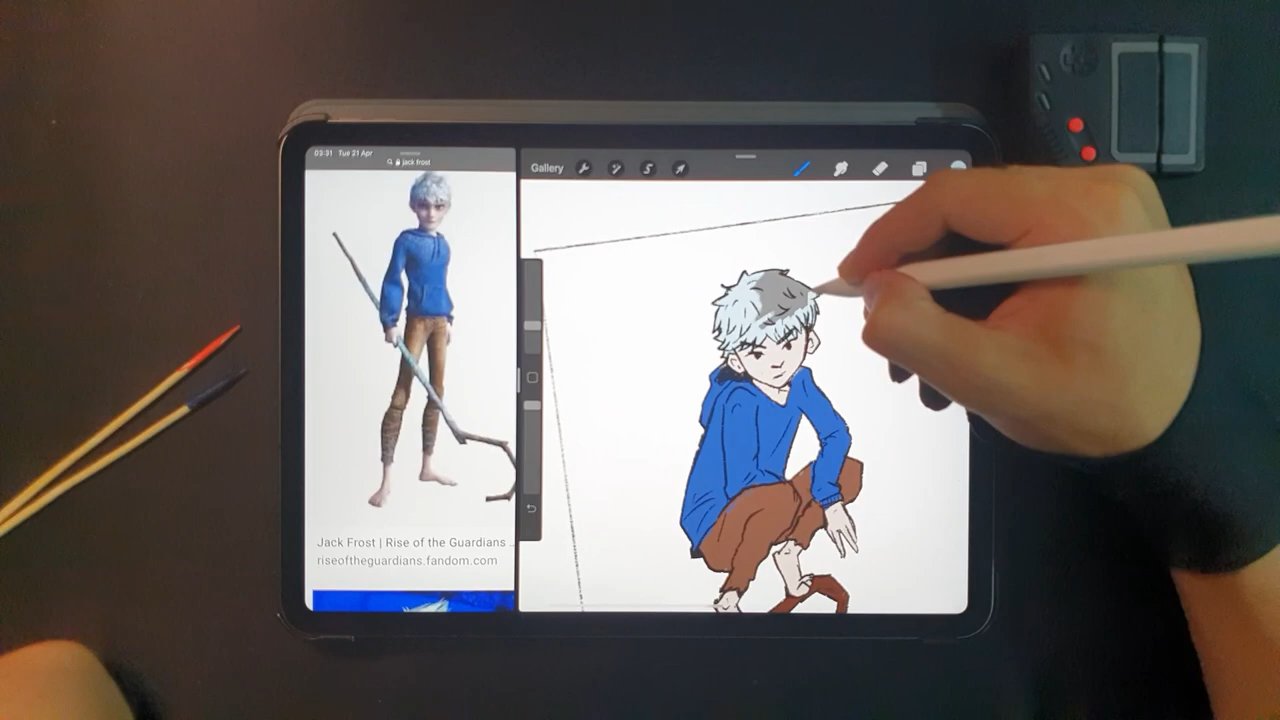 03:31 Tue 21 Apr
jack frost
Gallery
Jack Frost | Rise of the Guardians ...
riseoftheguardians.fandom.com